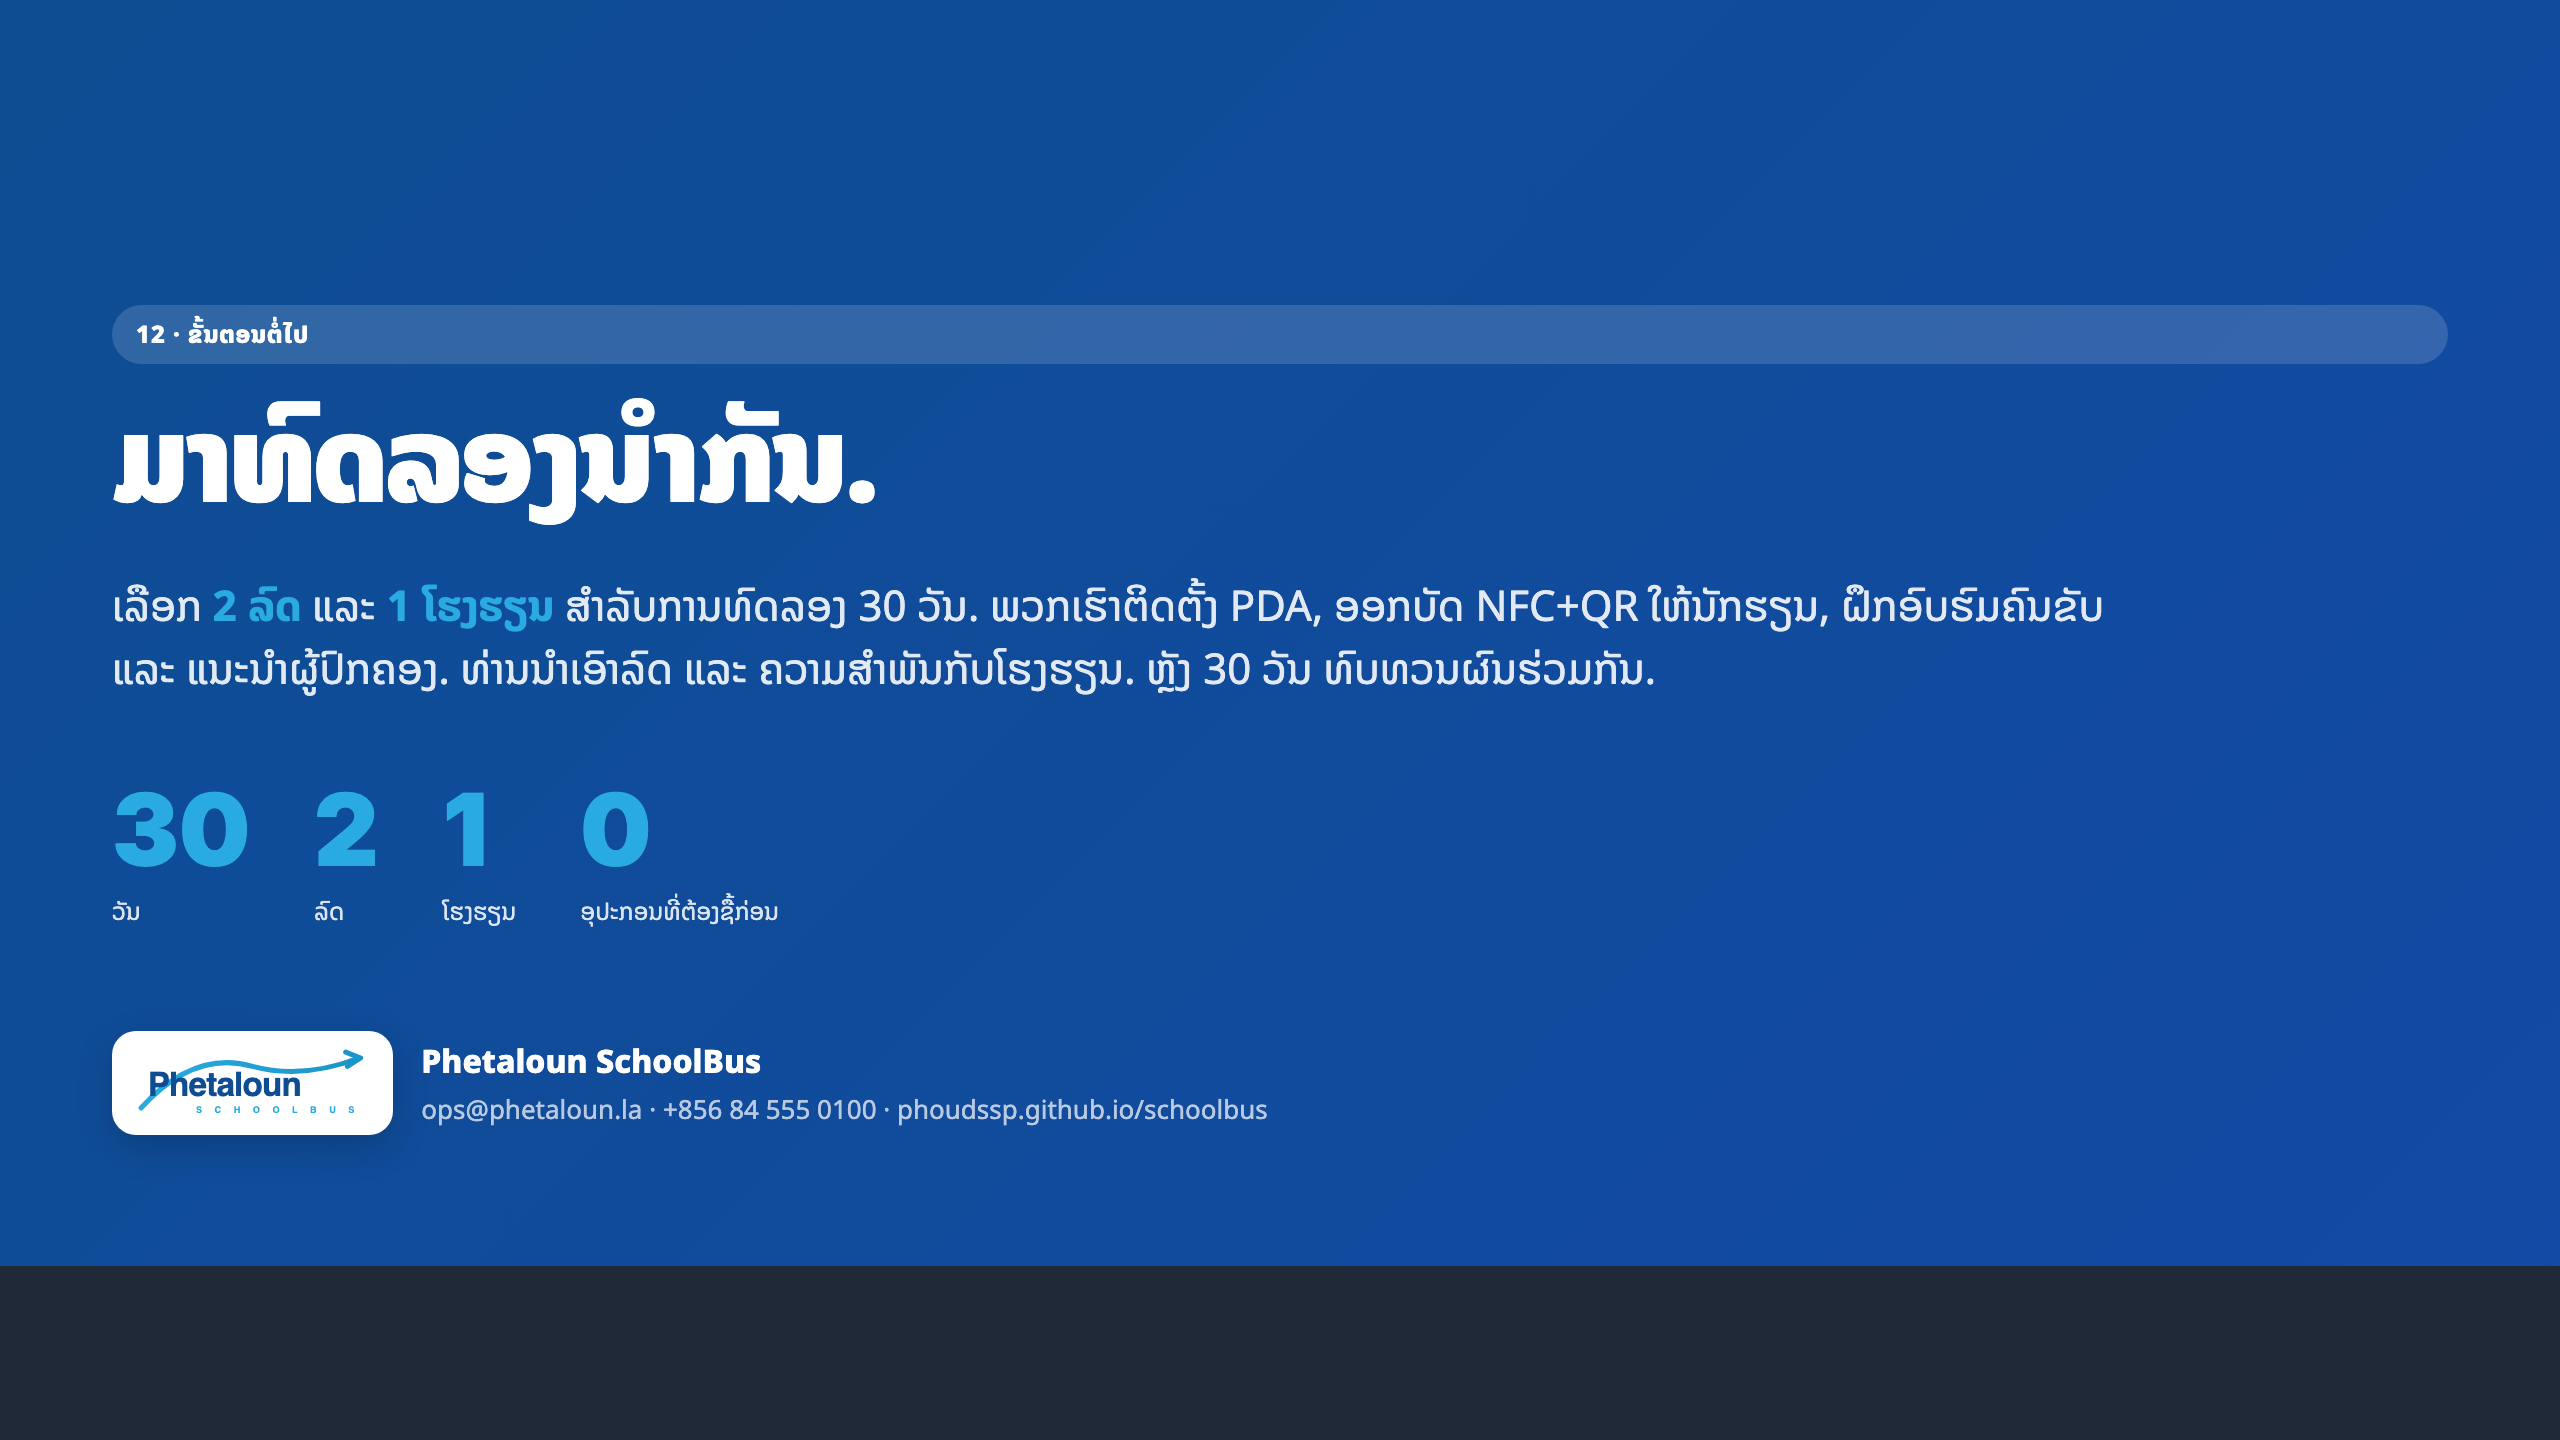 12 · ຂັ້ນຕອນຕໍ່ໄປ
ມາທົດລອງນຳກັນ.
ເລືອກ 2 ລົດ ແລະ 1 ໂຮງຮຽນ ສຳລັບການທົດລອງ 30 ວັນ. ພວກເຮົາຕິດຕັ້ງ PDA, ອອກບັດ NFC+QR ໃຫ້ນັກຮຽນ, ຝຶກອົບຮົມຄົນຂັບ
ແລະ ແນະນຳຜູ້ປົກຄອງ. ທ່ານນຳເອົາລົດ ແລະ ຄວາມສຳພັນກັບໂຮງຮຽນ. ຫຼັງ 30 ວັນ ທົບທວນຜົນຮ່ວມກັນ.
30 2 1 0
ວັນ ລົດ ໂຮງຮຽນ ອຸປະກອນທີ່ຕ້ອງຊື້ກ່ອນ
Phetaloun
SCHOOLBUS
Phetaloun SchoolBus
ops@phetaloun.la · +856 84 555 0100 · phoudssp.github.io/schoolbus